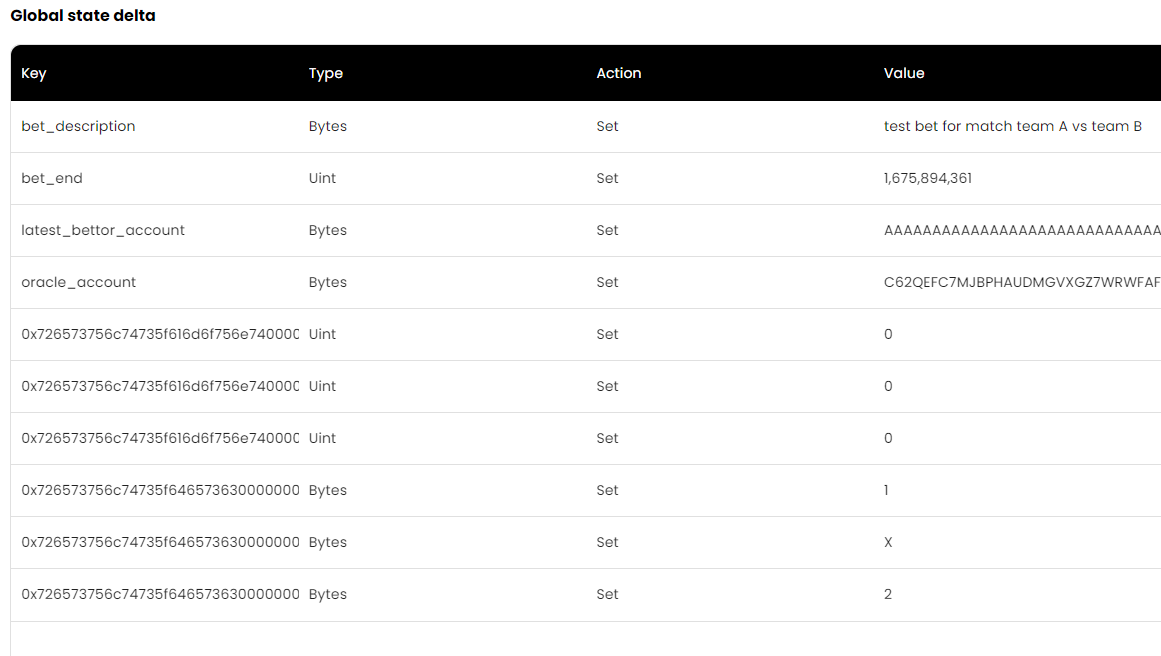 Global state delta
Key Type Action Value
bet_description Bytes Set test bet for match team A vs team B
bet_end Uint Set 1,675,894,361
latest_bettor_account Bytes Set AAAAAAAAAAAAAAAAAAAAAAAAAAAAA
oracle_account Bytes Set C62QEFC7MJBPHAUDMGVXGZ7WRWFAF
0x726573756c74735f616d6f756e740000 Uint Set 0
0x726573756c74735f616d6f756e740000 Uint Set 0
0x726573756c74735f616d6f756e740000 Uint Set 0
0x726573756c74735f646573630000000 Bytes Set 1
0x726573756c74735f646573630000000 Bytes Set X
0x726573756c74735f646573630000000 Bytes Set 2